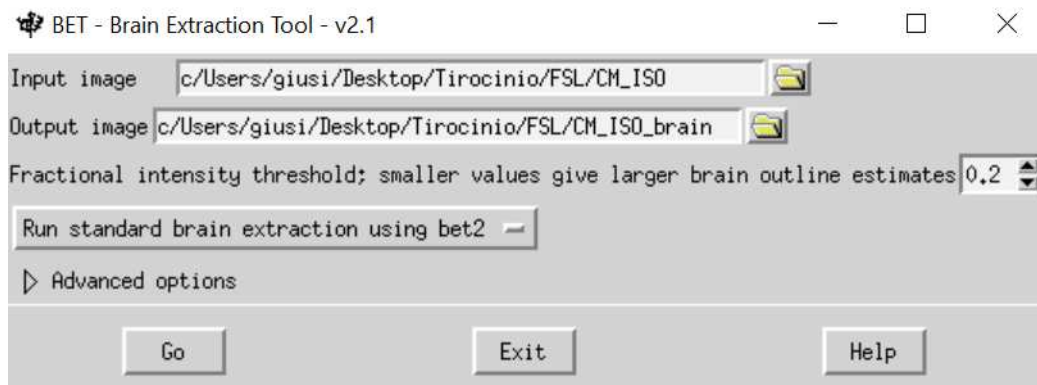 BET - Brain Extraction Tool - v2.1
Input image c/Users/giusi/Desktop/Tirocinio/FSL/CM_ISO
Output image c/Users/giusi/Desktop/Tirocinio/FSL/CM_ISO_brain
Fractional intensity threshold; smaller values give larger brain outline estimates 0.2
Run standard brain extraction using bet2
Advanced options
Go Exit Help